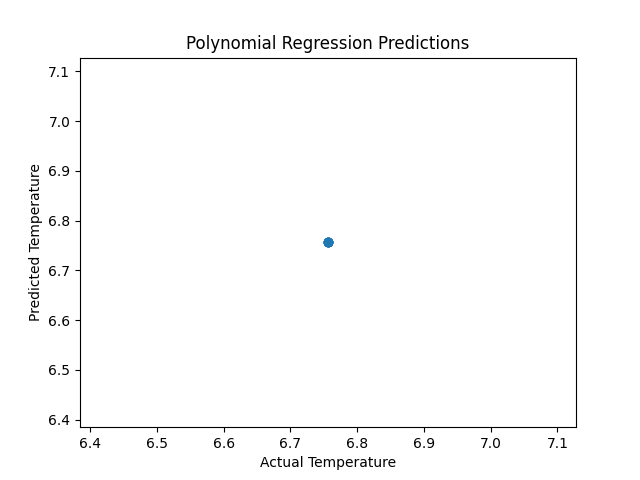 Polynomial Regression Predictions
7.1
7.0
6.9
6.8
6.7
6.6
6.5
6.4
Predicted Temperature
6.4 6.5 6.6 6.7 6.8 6.9 7.0 7.1
Actual Temperature